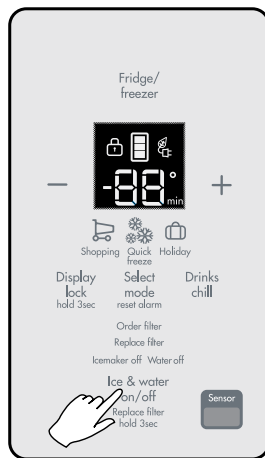 Fridge/
freezer
-88° min
— +
Shopping Quick freeze Holiday
Display lock hold 3sec
Select mode reset alarm
Drinks chill
Order filter
Replace filter
Icemaker off Water off
Ice & water
on/off
Replace filter
hold 3sec
Sensor